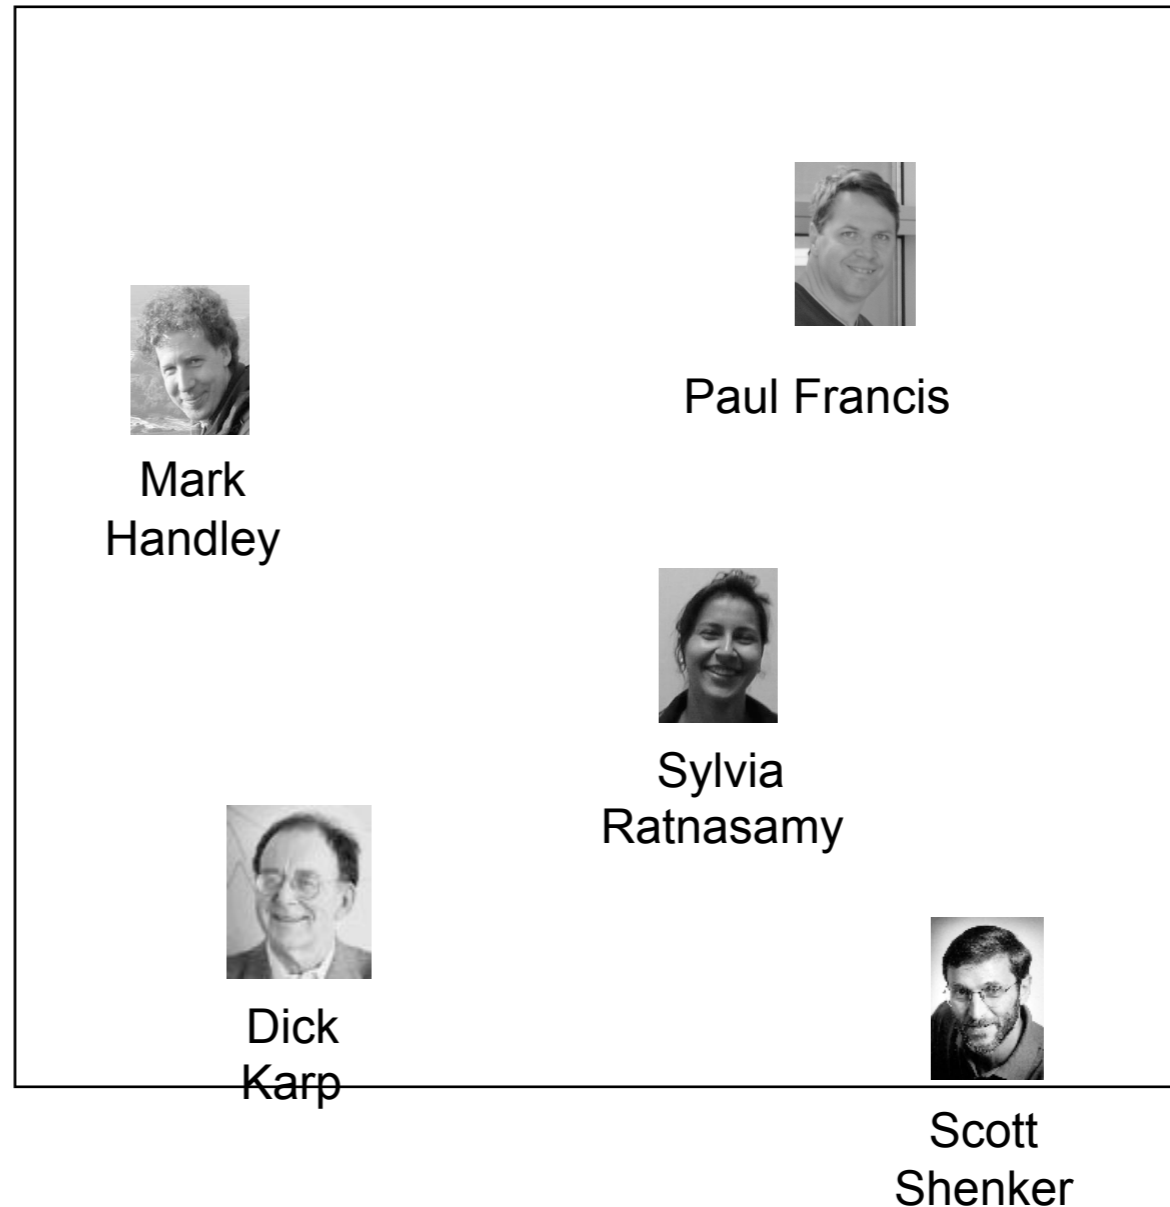 Paul Francis
Mark
Handley
Sylvia
Ratnasamy
Dick
Karp
Scott
Shenker